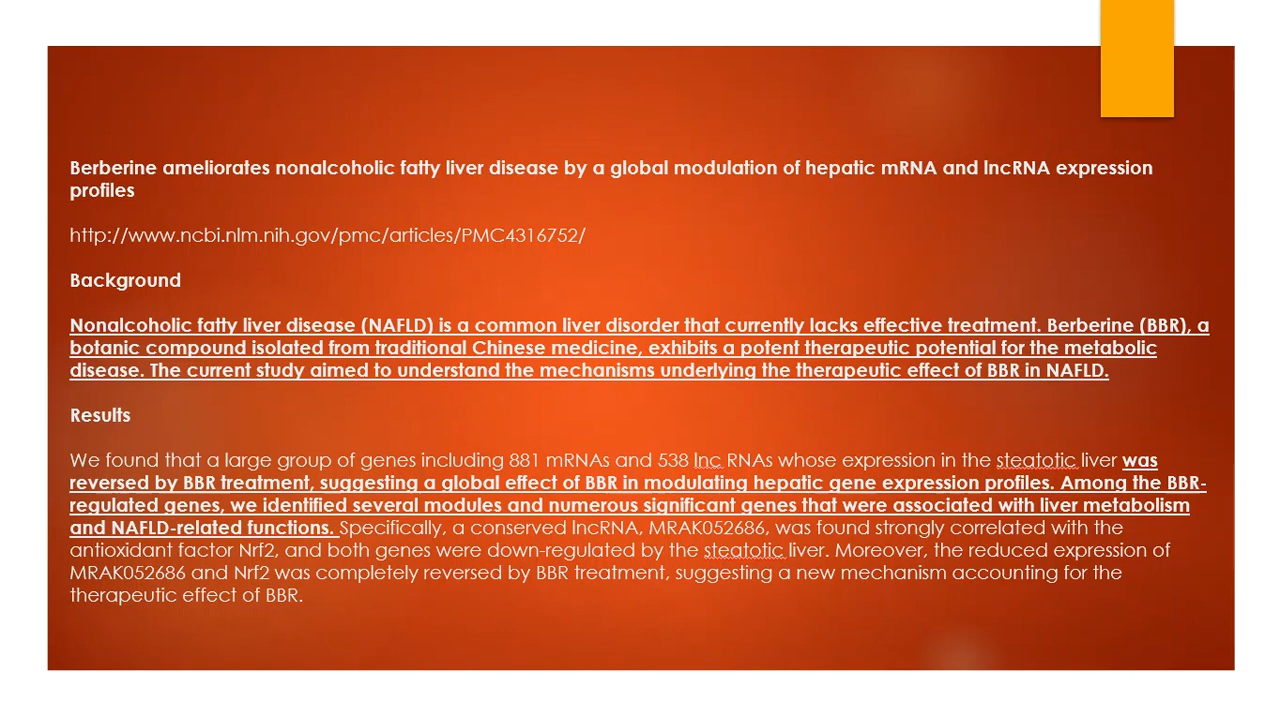 Berberine ameliorates nonalcoholic fatty liver disease by a global modulation of hepatic mRNA and lncRNA expression
profiles
http://www.ncbi.nlm.nih.gov/pmc/articles/PMC4316752/
Background
Nonalcoholic fatty liver disease (NAFLD) is a common liver disorder that currently lacks effective treatment. Berberine (BBR), a
botanic compound isolated from traditional Chinese medicine, exhibits a potent therapeutic potential for the metabolic
disease. The current study aimed to understand the mechanisms underlying the therapeutic effect of BBR in NAFLD.
Results
We found that a large group of genes including 881 mRNAs and 538 lnc RNAs whose expression in the steatotic liver was
reversed by BBR treatment, suggesting a global effect of BBR in modulating hepatic gene expression profiles. Among the BBR-
regulated genes, we identified several modules and numerous significant genes that were associated with liver metabolism
and NAFLD-related functions. Specifically, a conserved lncRNA, MRAK052686, was found strongly correlated with the
antioxidant factor Nrf2, and both genes were down-regulated by the steatotic liver. Moreover, the reduced expression of
MRAK052686 and Nrf2 was completely reversed by BBR treatment, suggesting a new mechanism accounting for the
therapeutic effect of BBR.